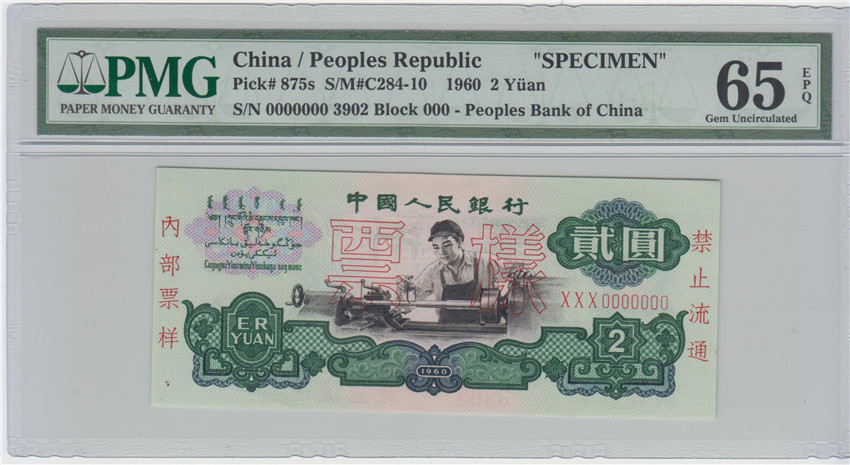 PMG
PAPER MONEY GUARANTY
China / Peoples Republic "SPECIMEN"
Pick# 875s S/M#C284-10 1960 2 Yüan
S/N 0000000 3902 Block 000 - Peoples Bank of China
65
EPQ
Gem Uncirculated
中國人民銀行
票樣
貳圓
XXX0000000
内部票样
禁止流通
ER
YUAN
1960
2